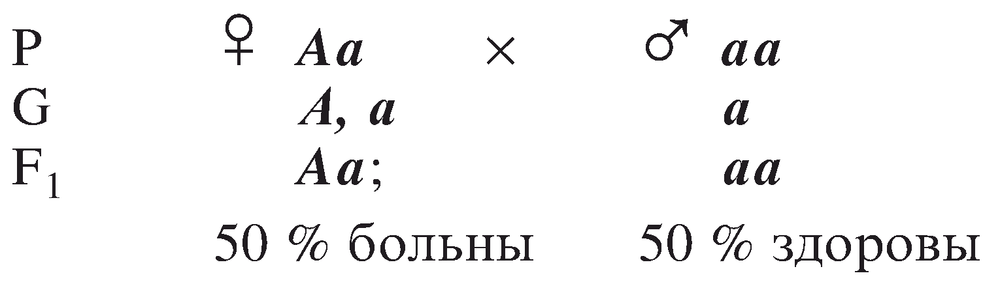 P ♀ Aa × ♂ aa
G A, a a
F₁ Aa; aa
50 % больны 50 % здоровы